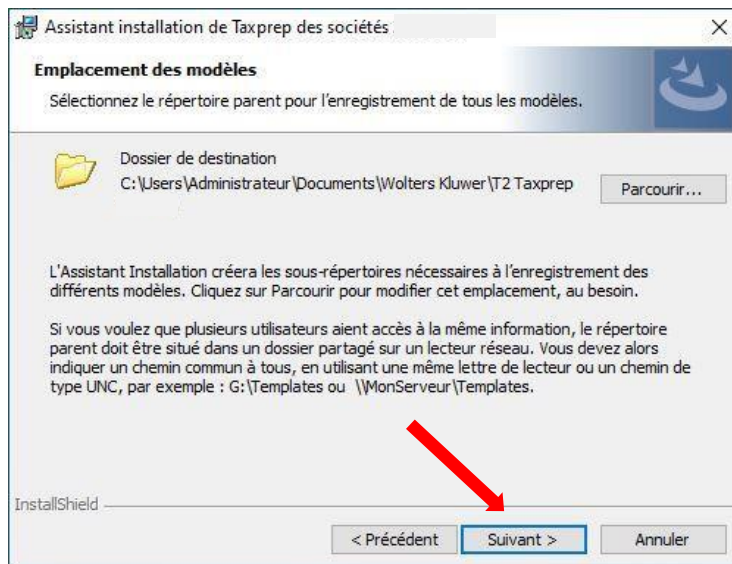 Assistant installation de Taxprep des sociétés
Emplacement des modèles
Sélectionnez le répertoire parent pour l'enregistrement de tous les modèles.
Dossier de destination
C:\Users\Administrateur\Documents\Wolters Kluwer\T2 Taxprep
Parcourir...
L'Assistant Installation créera les sous-répertoires nécessaires à l'enregistrement des
différents modèles. Cliquez sur Parcourir pour modifier cet emplacement, au besoin.
Si vous voulez que plusieurs utilisateurs aient accès à la même information, le répertoire
parent doit être situé dans un dossier partagé sur un lecteur réseau. Vous devez alors
indiquer un chemin commun à tous, en utilisant une même lettre de lecteur ou un chemin de
type UNC, par exemple : G:\Templates ou \\MonServeur\Templates.
InstallShield
< Précédent
Suivant >
Annuler